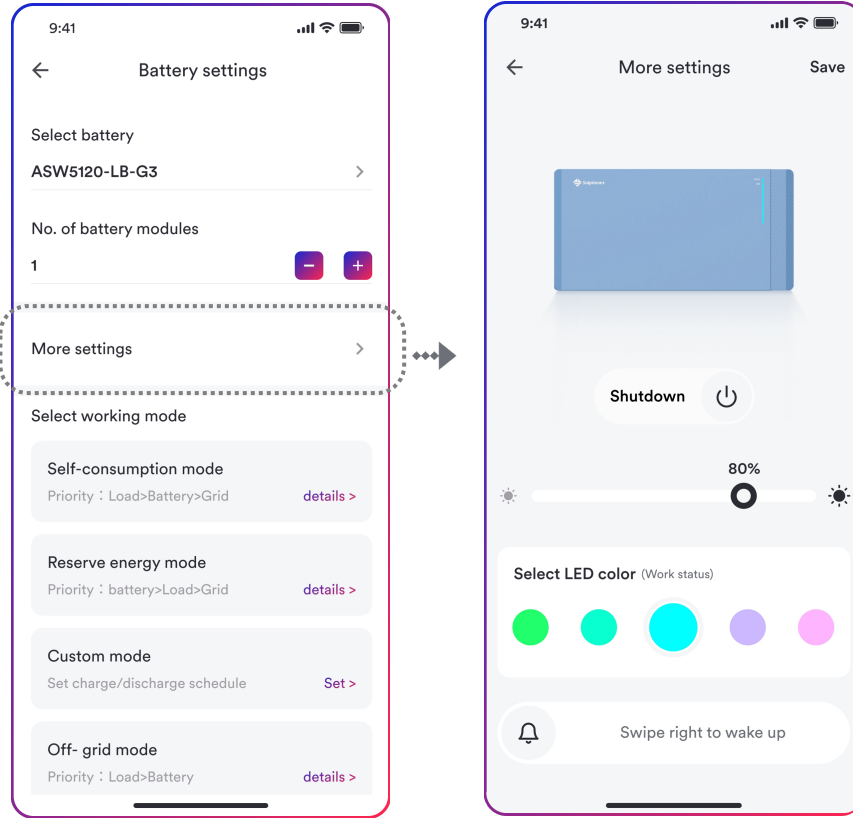 9:41
Battery settings
Select battery
ASW5120-LB-G3
No. of battery modules
1
More settings
Select working mode
Self-consumption mode
Priority：Load>Battery>Grid
details >
Reserve energy mode
Priority：battery>Load>Grid
details >
Custom mode
Set charge/discharge schedule
Set >
Off- grid mode
Priority：Load>Battery
details >
9:41
More settings
Save
Shutdown
80%
Select LED color (Work status)
Swipe right to wake up